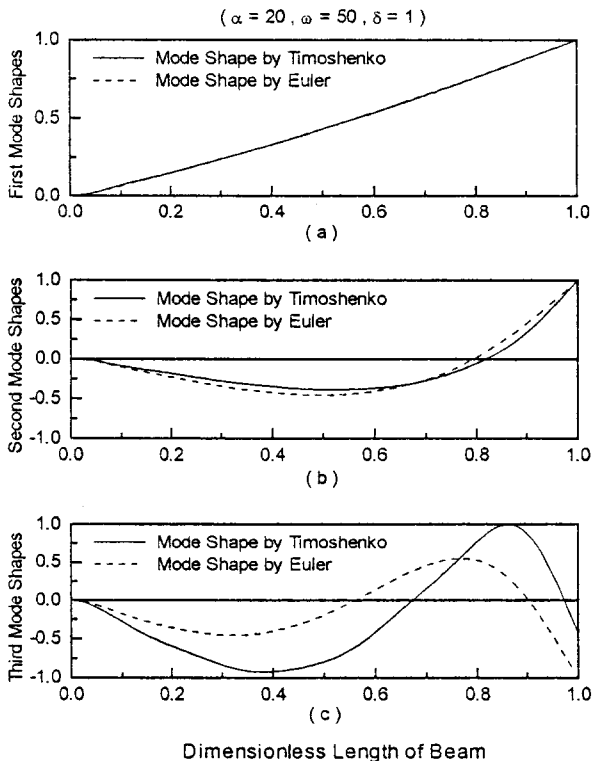 ( α = 20 , ω = 50 , δ = 1 )
First Mode Shapes
1.0
0.5
0.0
Mode Shape by Timoshenko
Mode Shape by Euler
0.0 0.2 0.4 0.6 0.8 1.0
( a )
Second Mode Shapes
1.0
0.5
0.0
-0.5
-1.0
Mode Shape by Timoshenko
Mode Shape by Euler
0.0 0.2 0.4 0.6 0.8 1.0
( b )
Third Mode Shapes
1.0
0.5
0.0
-0.5
-1.0
Mode Shape by Timoshenko
Mode Shape by Euler
0.0 0.2 0.4 0.6 0.8 1.0
( c )
Dimensionless Length of Beam